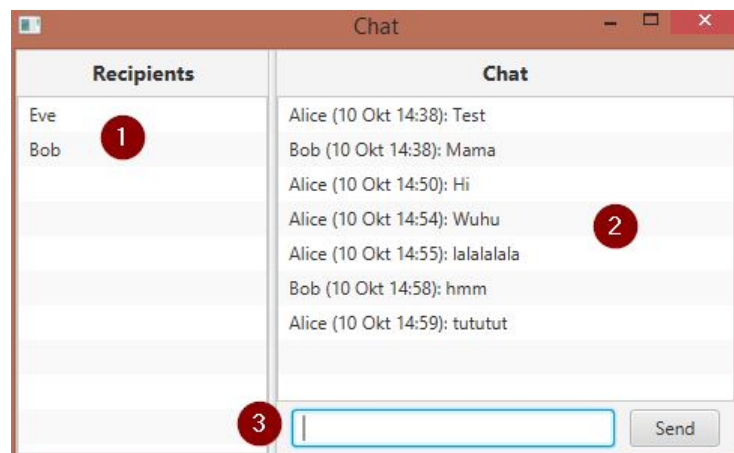 Chat
Recipients
Eve
Bob
1
Chat
Alice (10 Okt 14:38): Test
Bob (10 Okt 14:38): Mama
Alice (10 Okt 14:50): Hi
Alice (10 Okt 14:54): Wuhu
Alice (10 Okt 14:55): lalalalala
Bob (10 Okt 14:58): hmm
Alice (10 Okt 14:59): tututut
2
3
Send